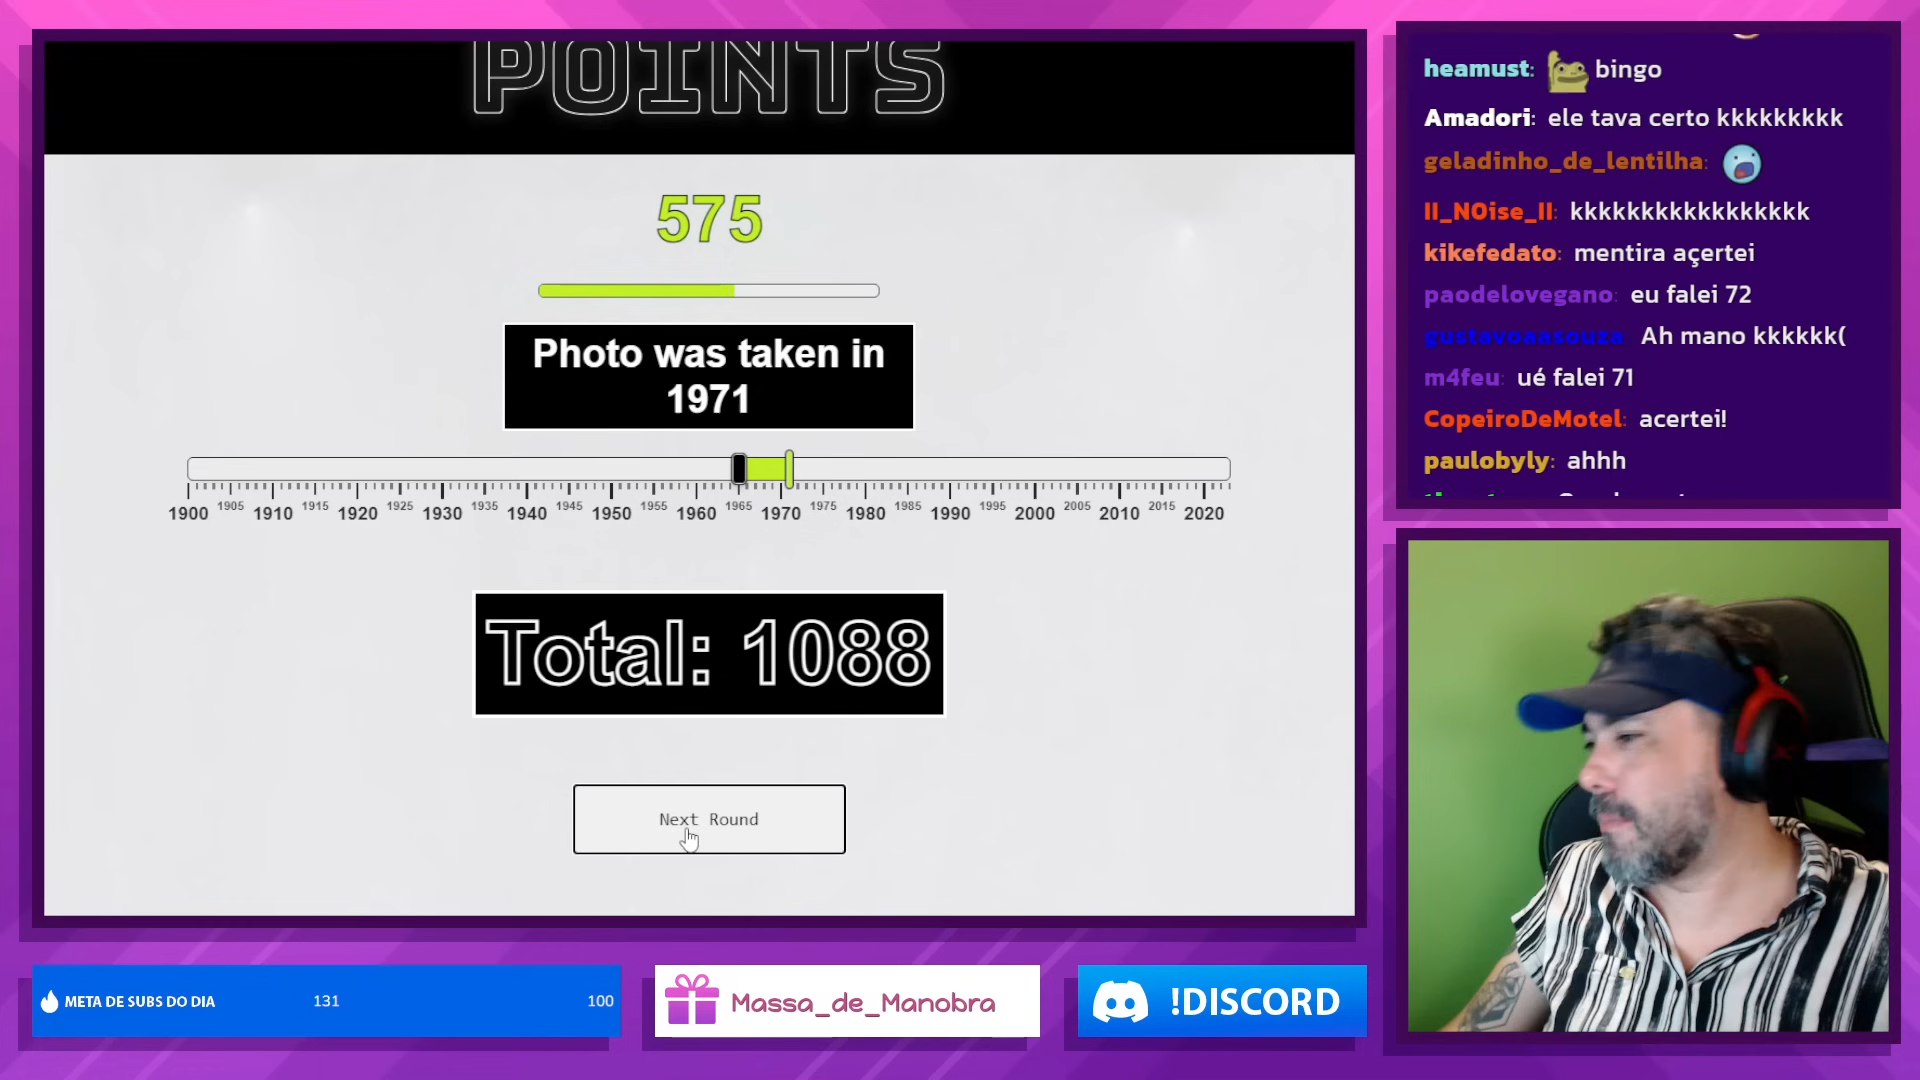 POINTS
575
Photo was taken in
1971
1900 1905 1910 1915 1920 1925 1930 1935 1940 1945 1950 1955 1960 1965 1970 1975 1980 1985 1990 1995 2000 2005 2010 2015 2020
Total: 1088
Next Round
heamust: bingo
Amadori: ele tava certo kkkkkkkkk
geladinho_de_lentilha:
II_NOise_II: kkkkkkkkkkkkkkkkk
kikefedato: mentira açertei
paodelovegano: eu falei 72
gustavoaasouza: Ah mano kkkkkk(
m4feu: ué falei 71
CopeiroDeMotel: acertei!
paulobyly: ahhh
META DE SUBS DO DIA 131 100
Massa_de_Manobra
!DISCORD